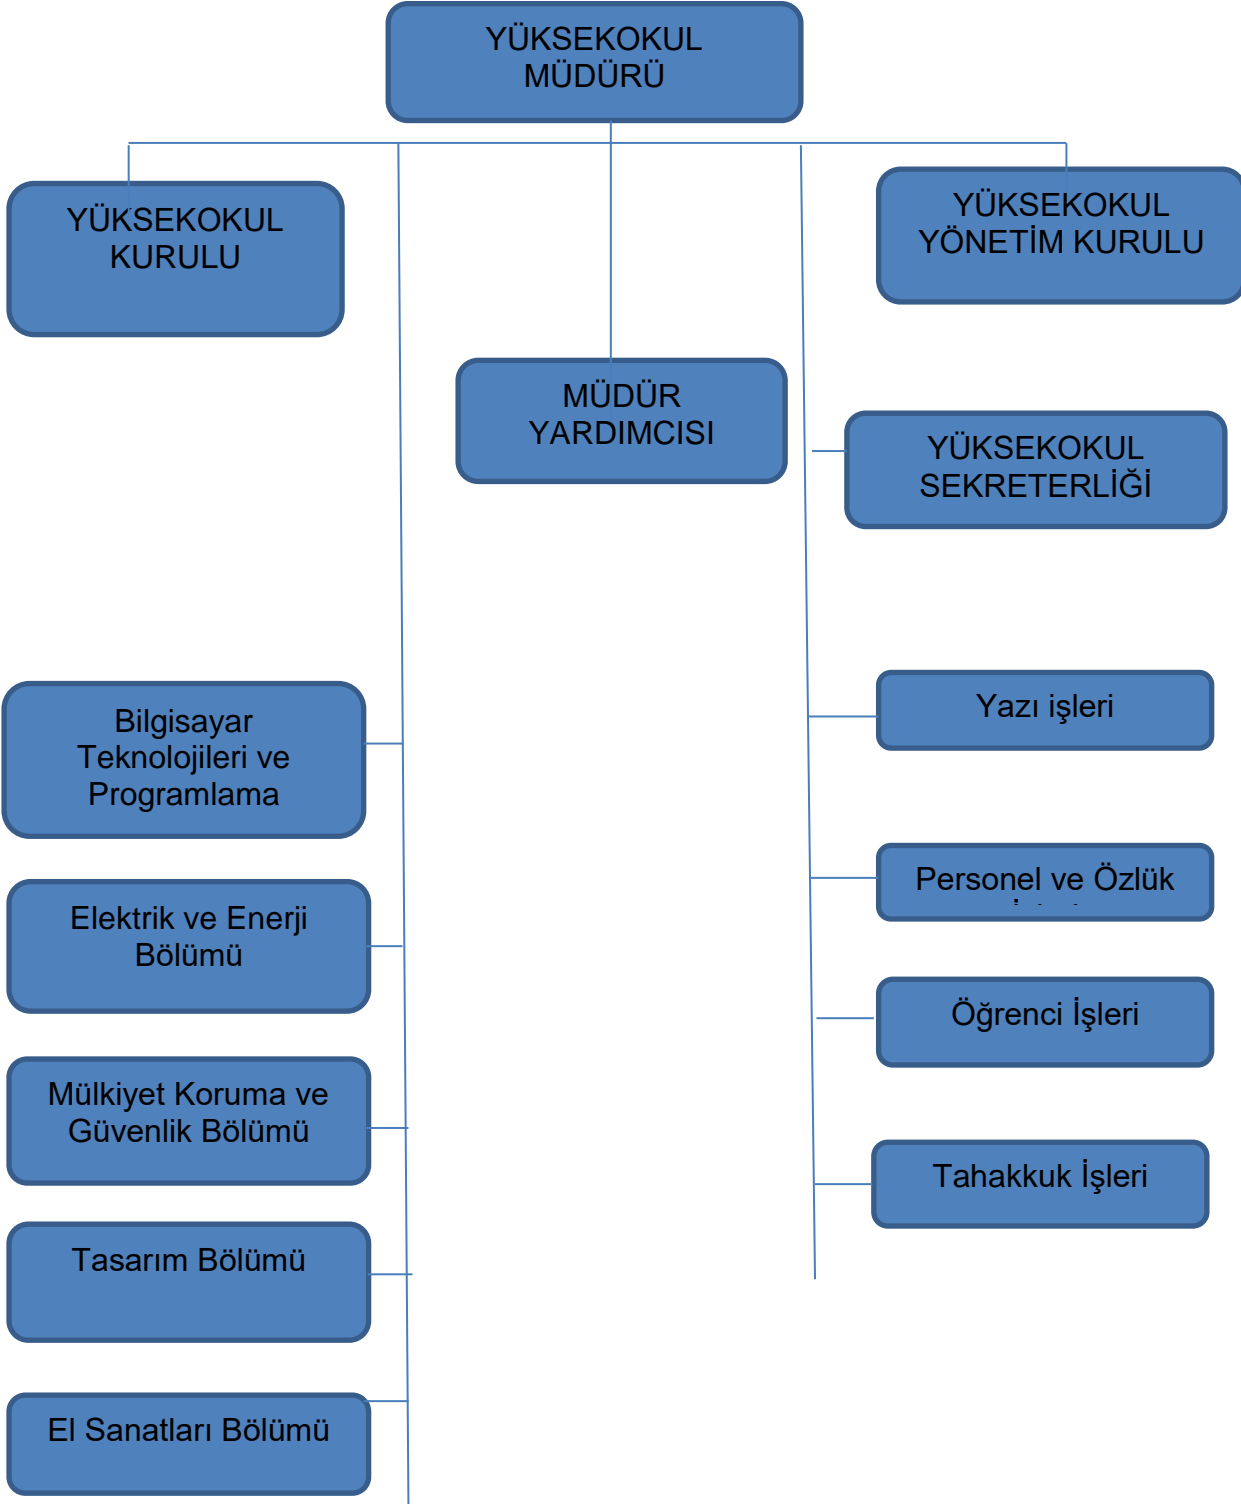 YÜKSEKOKUL
MÜDÜRÜ
YÜKSEKOKUL
KURULU
YÜKSEKOKUL
YÖNETİM KURULU
MÜDÜR
YARDIMCISI
YÜKSEKOKUL
SEKRETERLİĞİ
Bilgisayar
Teknolojileri ve
Programlama
Elektrik ve Enerji
Bölümü
Mülkiyet Koruma ve
Güvenlik Bölümü
Tasarım Bölümü
El Sanatları Bölümü
Yazı işleri
Personel ve Özlük
Öğrenci İşleri
Tahakkuk İşleri